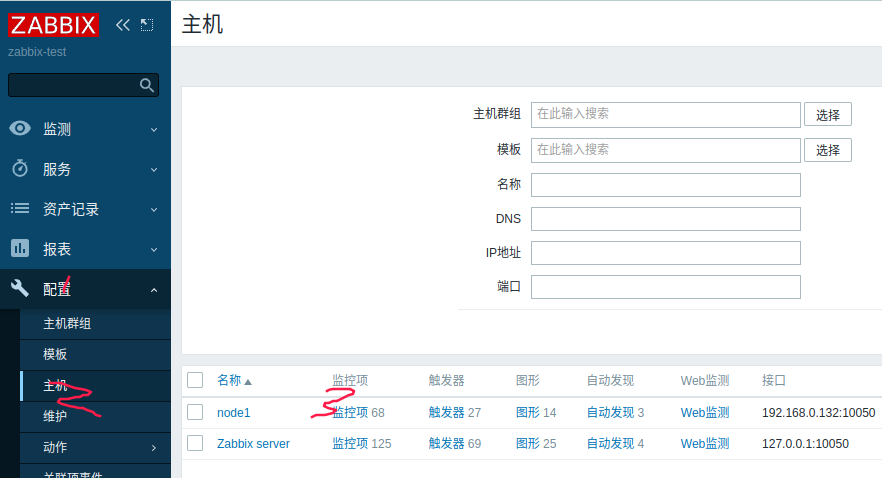 ZABBIX
zabbix-test
监测
服务
资产记录
报表
配置
主机群组
模板
主机
维护
动作
关联项事件
主机
主机群组 在此输入搜索 选择
模板 在此输入搜索 选择
名称
DNS
IP地址
端口
名称 监控项 触发器 图形 自动发现 Web监测 接口
node1 监控项 68 触发器 27 图形 14 自动发现 3 Web监测 192.168.0.132:10050
Zabbix server 监控项 125 触发器 69 图形 25 自动发现 4 Web监测 127.0.0.1:10050